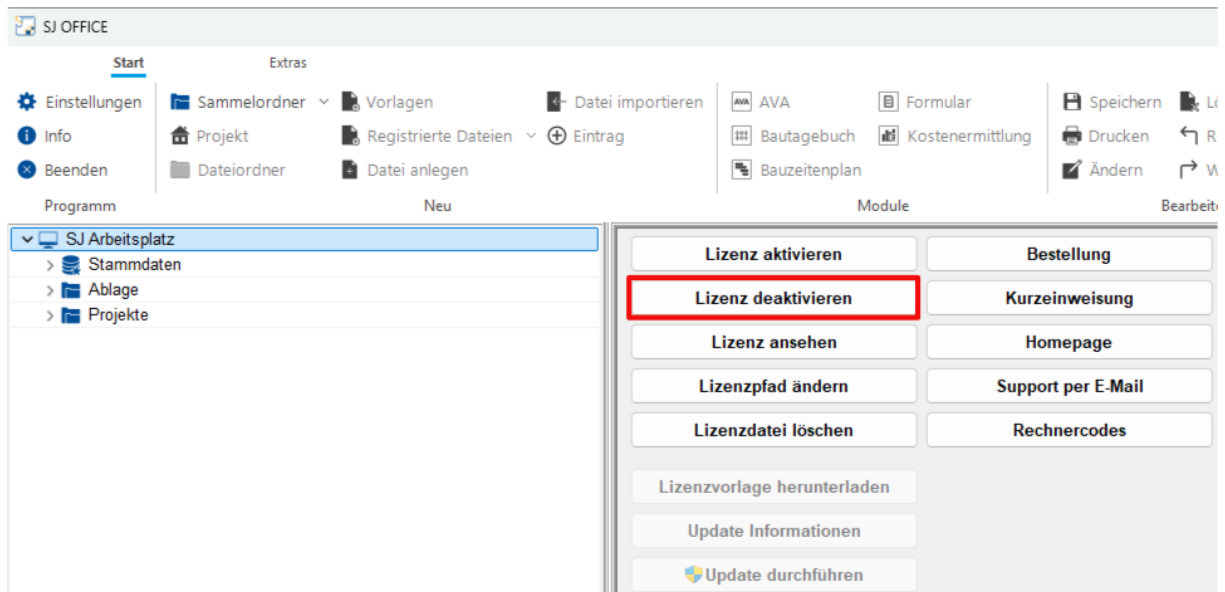 SJ OFFICE
Start Extras
Einstellungen Sammelordner Vorlagen Datei importieren AVA AVA Formular Speichern
Info Projekt Registrierte Dateien Eintrag Bautagebuch Kostenermittlung Drucken
Beenden Dateiordner Datei anlegen Bauzeitenplan Ändern
Programm Neu Module
SJ Arbeitsplatz
Stammdaten
Ablage
Projekte
Lizenz aktivieren Bestellung
Lizenz deaktivieren Kurzeinweisung
Lizenz ansehen Homepage
Lizenzpfad ändern Support per E-Mail
Lizenzdatei löschen Rechnercodes
Lizenzvorlage herunterladen
Update Informationen
Update durchführen